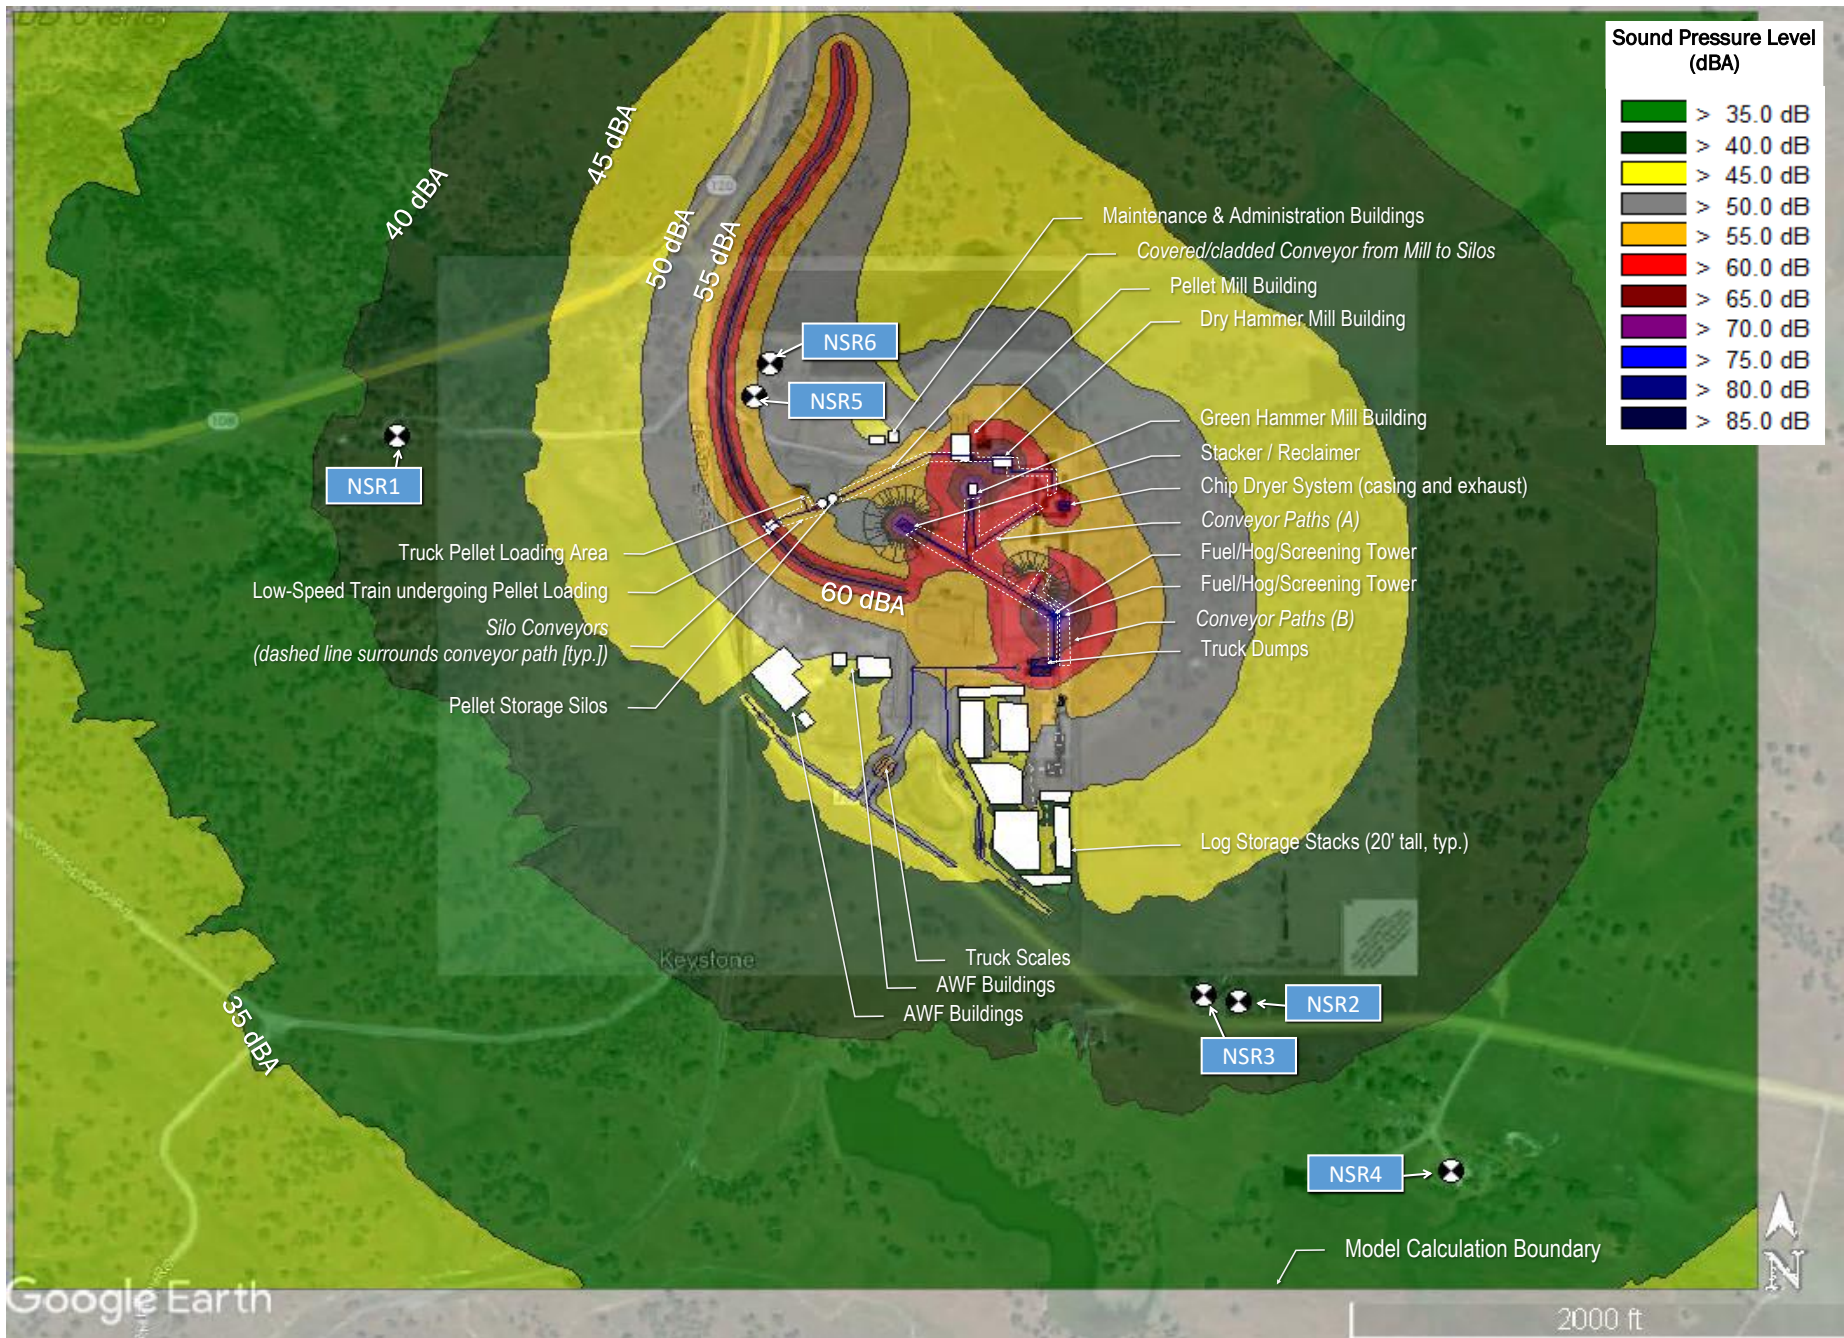 DD Overlay
Sound Pressure Level
(dBA)
> 35.0 dB
> 40.0 dB
> 45.0 dB
> 50.0 dB
> 55.0 dB
> 60.0 dB
> 65.0 dB
> 70.0 dB
> 75.0 dB
> 80.0 dB
> 85.0 dB
45 dBA
40 dBA
50 dBA
55 dBA
120
Maintenance & Administration Buildings
Covered/cladded Conveyor from Mill to Silos
Pellet Mill Building
Dry Hammer Mill Building
NSR6
NSR5
Green Hammer Mill Building
Stacker / Reclaimer
NSR1
Chip Dryer System (casing and exhaust)
Conveyor Paths (A)
Truck Pellet Loading Area
Fuel/Hog/Screening Tower
Low-Speed Train undergoing Pellet Loading
Fuel/Hog/Screening Tower
60 dBA
Silo Conveyors
(dashed line surrounds conveyor path [typ.])
Conveyor Paths (B)
Truck Dumps
Pellet Storage Silos
Log Storage Stacks (20' tall, typ.)
Keystone
Truck Scales
AWF Buildings
AWF Buildings
NSR2
NSR3
35 dBA
NSR4
Model Calculation Boundary
N
Google Earth
2000 ft